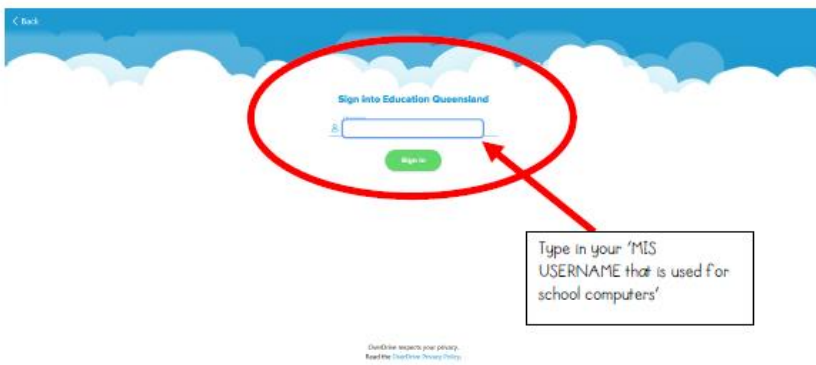 < Back
Sign into Education Queensland
Sign in
Type in your 'MIS
USERNAME that is used for
school computers'
OverDrive respects your privacy.
Read the OverDrive Privacy Policy.